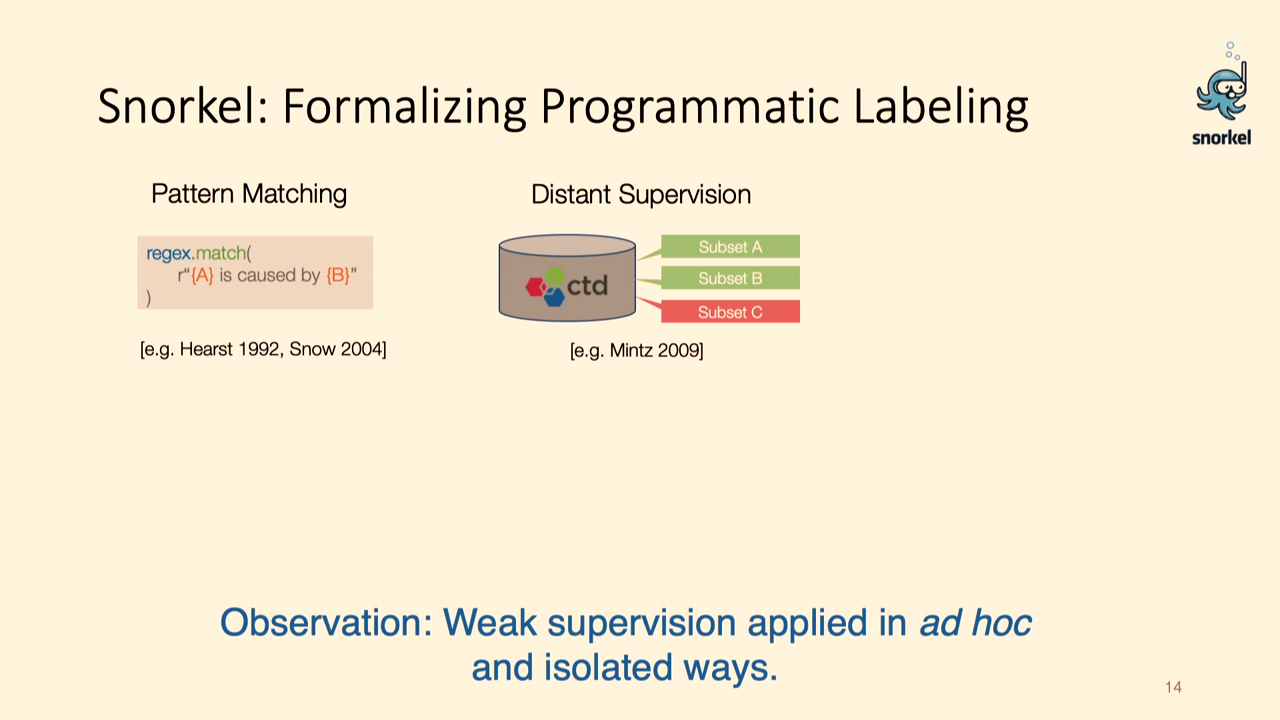 Snorkel: Formalizing Programmatic Labeling
snorkel
Pattern Matching
regex.match(
r“{A} is caused by {B}”
)
[e.g. Hearst 1992, Snow 2004]
Distant Supervision
ctd
Subset A
Subset B
Subset C
[e.g. Mintz 2009]
Observation: Weak supervision applied in ad hoc
and isolated ways.
14